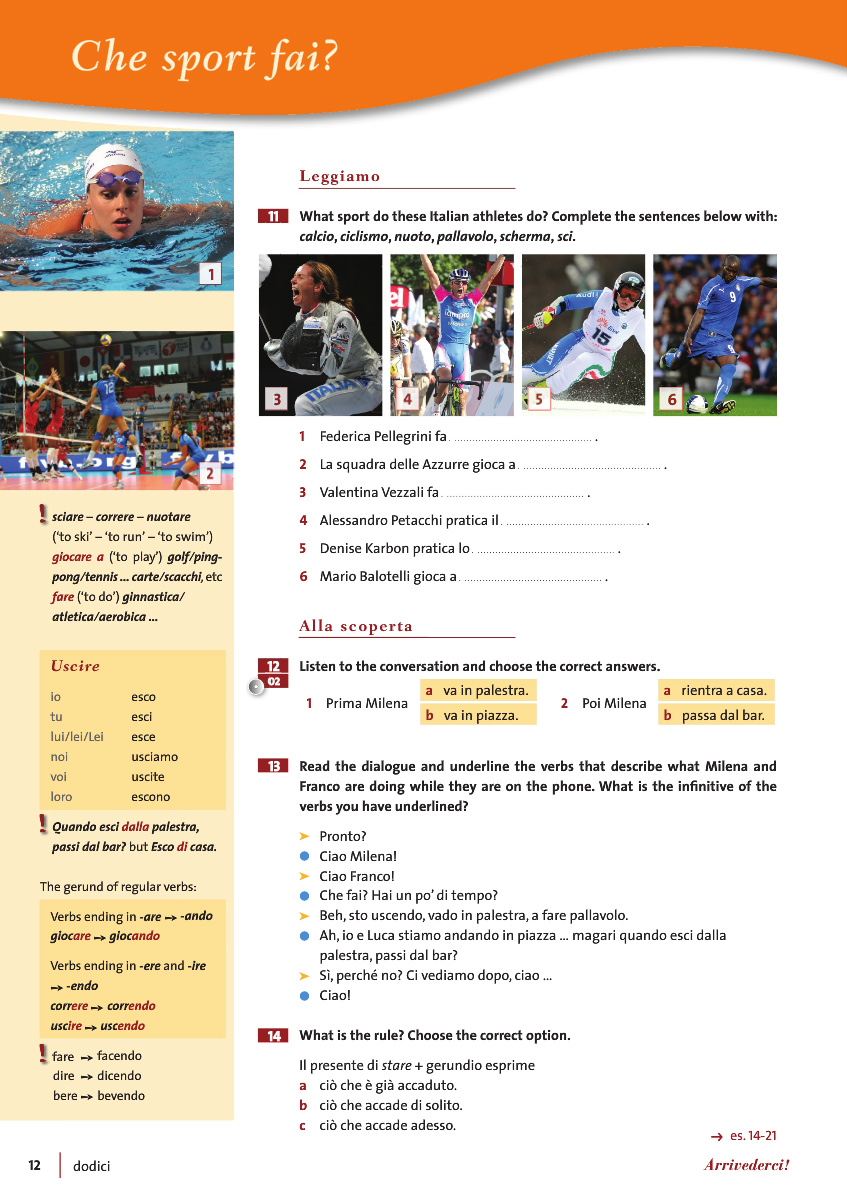 Che sport fai?
1
2
! sciare – correre – nuotare
(‘to ski’ – ‘to run’ – ‘to swim’)
giocare a (‘to play’) golf/ping-
pong/tennis ... carte/scacchi, etc
fare (‘to do’) ginnastica/
atletica/aerobica ...
Uscire
io esco
tu esci
lui/lei/Lei esce
noi usciamo
voi uscite
loro escono
! Quando esci dalla palestra,
passi dal bar? but Esco di casa.
The gerund of regular verbs:
Verbs ending in -are → -ando
giocare → giocando
Verbs ending in -ere and -ire
→ -endo
correre → correndo
uscire → uscendo
! fare → facendo
dire → dicendo
bere → bevendo
Leggiamo
11 What sport do these Italian athletes do? Complete the sentences below with:
calcio, ciclismo, nuoto, pallavolo, scherma, sci.
3
4
5
6
ITALIA
Audi
15
9
12
1 Federica Pellegrini fa .............................................. .
2 La squadra delle Azzurre gioca a .............................................. .
3 Valentina Vezzali fa .............................................. .
4 Alessandro Petacchi pratica il .............................................. .
5 Denise Karbon pratica lo .............................................. .
6 Mario Balotelli gioca a .............................................. .
Alla scoperta
12 Listen to the conversation and choose the correct answers.
02
1 Prima Milena
a va in palestra.
b va in piazza.
2 Poi Milena
a rientra a casa.
b passa dal bar.
13 Read the dialogue and underline the verbs that describe what Milena and
Franco are doing while they are on the phone. What is the infinitive of the
verbs you have underlined?
➤ Pronto?
● Ciao Milena!
➤ Ciao Franco!
● Che fai? Hai un po’ di tempo?
➤ Beh, sto uscendo, vado in palestra, a fare pallavolo.
● Ah, io e Luca stiamo andando in piazza ... magari quando esci dalla
palestra, passi dal bar?
➤ Sì, perché no? Ci vediamo dopo, ciao ...
● Ciao!
14 What is the rule? Choose the correct option.
Il presente di stare + gerundio esprime
a ciò che è già accaduto.
b ciò che accade di solito.
c ciò che accade adesso.
→ es. 14-21
12 dodici
Arrivederci!